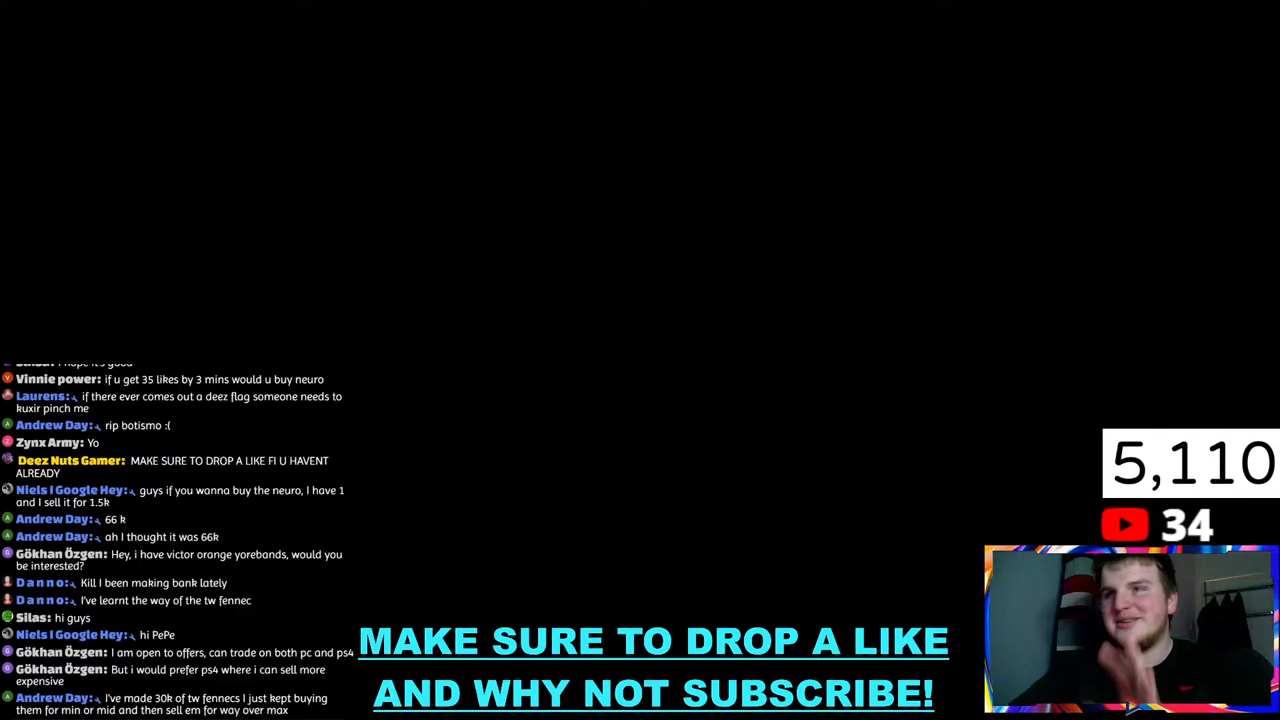 Vinnie power: if u get 35 likes by 3 mins would u buy neuro
Laurens: if there ever comes out a deez flag someone needs to
kuxir pinch me
Andrew Day: rip botismo :(
Zynx Army: Yo
Deez Nuts Gamer: MAKE SURE TO DROP A LIKE FI U HAVENT
ALREADY
Niels I Google Hey: guys if you wanna buy the neuro, I have 1
and I sell it for 1.5k
Andrew Day: 66 k
Andrew Day: ah I thought it was 66k
Gökhan Özgen: Hey, i have victor orange yorebands, would you
be interested?
D a n n o: Kill I been making bank lately
D a n n o: I've learnt the way of the tw fennec
Silas: hi guys
Niels I Google Hey: hi PePe
Gökhan Özgen: I am open to offers, can trade on both pc and ps4
Gökhan Özgen: But i would prefer ps4 where i can sell more
expensive
Andrew Day: I've made 30k of tw fennecs I just kept buying
them for min or mid and then sell em for way over max
MAKE SURE TO DROP A LIKE
AND WHY NOT SUBSCRIBE!
5,110
34